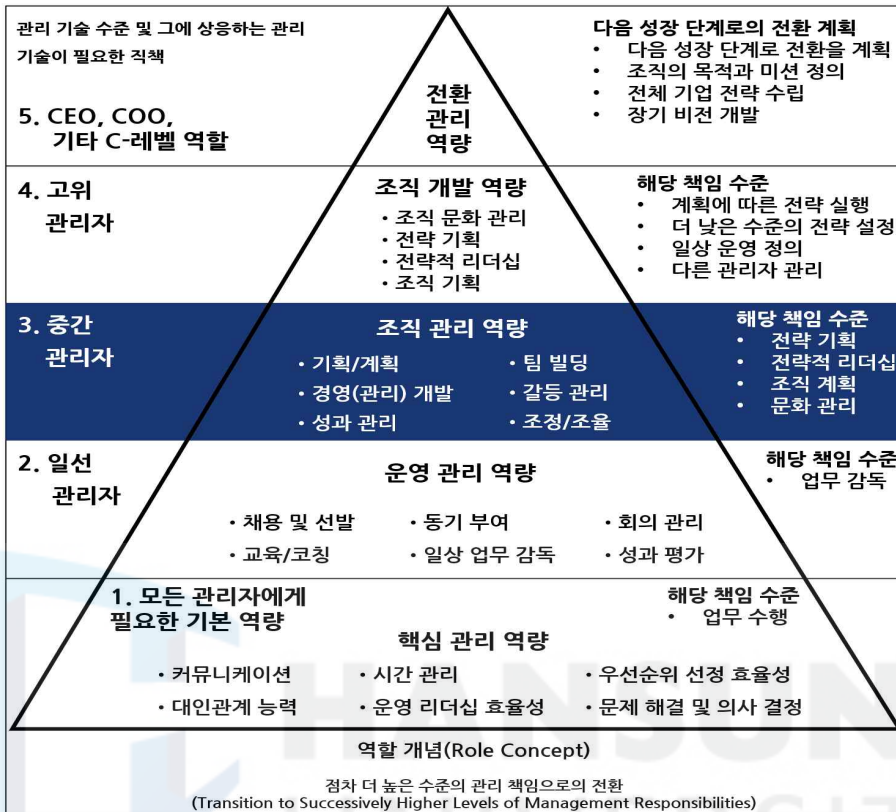 관리 기술 수준 및 그에 상응하는 관리
기술이 필요한 직책
5. CEO, COO,
기타 C-레벨 역할
전환
관리
역량
다음 성장 단계로의 전환 계획
• 다음 성장 단계로 전환을 계획
• 조직의 목적과 미션 정의
• 전체 기업 전략 수립
• 장기 비전 개발
4. 고위
관리자
조직 개발 역량
• 조직 문화 관리
• 전략 기획
• 전략적 리더십
• 조직 기획
해당 책임 수준
• 계획에 따른 전략 실행
• 더 낮은 수준의 전략 설정
• 일상 운영 정의
• 다른 관리자 관리
3. 중간
관리자
조직 관리 역량
• 기획/계획 • 팀 빌딩
• 경영(관리) 개발 • 갈등 관리
• 성과 관리 • 조정/조율
해당 책임 수준
• 전략 기획
• 전략적 리더십
• 조직 계획
• 문화 관리
2. 일선
관리자
운영 관리 역량
• 채용 및 선발 • 동기 부여 • 회의 관리
• 교육/코칭 • 일상 업무 감독 • 성과 평가
해당 책임 수준
• 업무 감독
1. 모든 관리자에게
필요한 기본 역량
해당 책임 수준
• 업무 수행
핵심 관리 역량
• 커뮤니케이션 • 시간 관리 • 우선순위 선정 효율성
• 대인관계 능력 • 운영 리더십 효율성 • 문제 해결 및 의사 결정
HANSUN
역할 개념(Role Concept)
점차 더 높은 수준의 관리 책임으로의 전환
(Transition to Successively Higher Levels of Management Responsibilities)